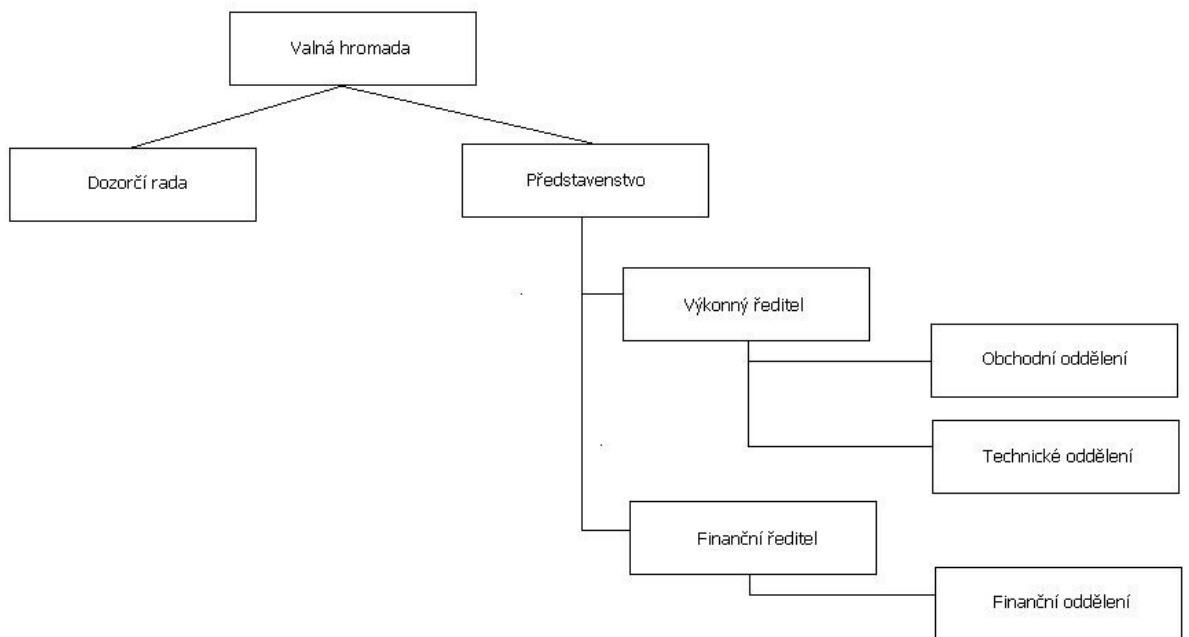 Valná hromada
Dozorčí rada
Představenstvo
Výkonný ředitel
Obchodní oddělení
Technické oddělení
Finanční ředitel
Finanční oddělení